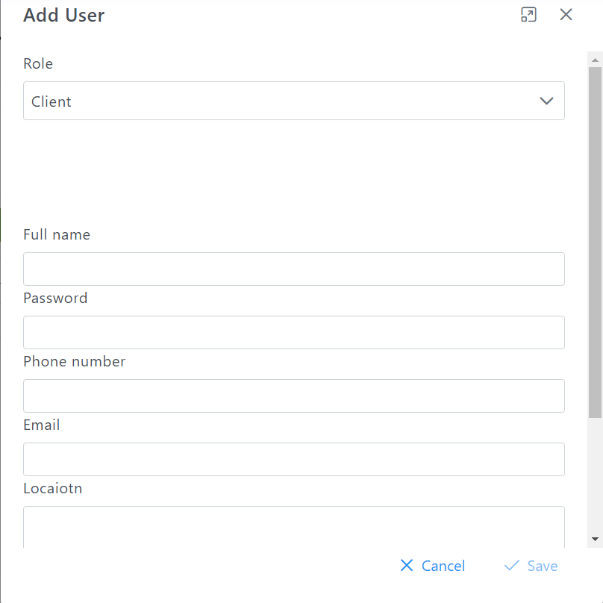 Add User
Role
Client
Full name
Password
Phone number
Email
Locaiotn
Cancel
Save